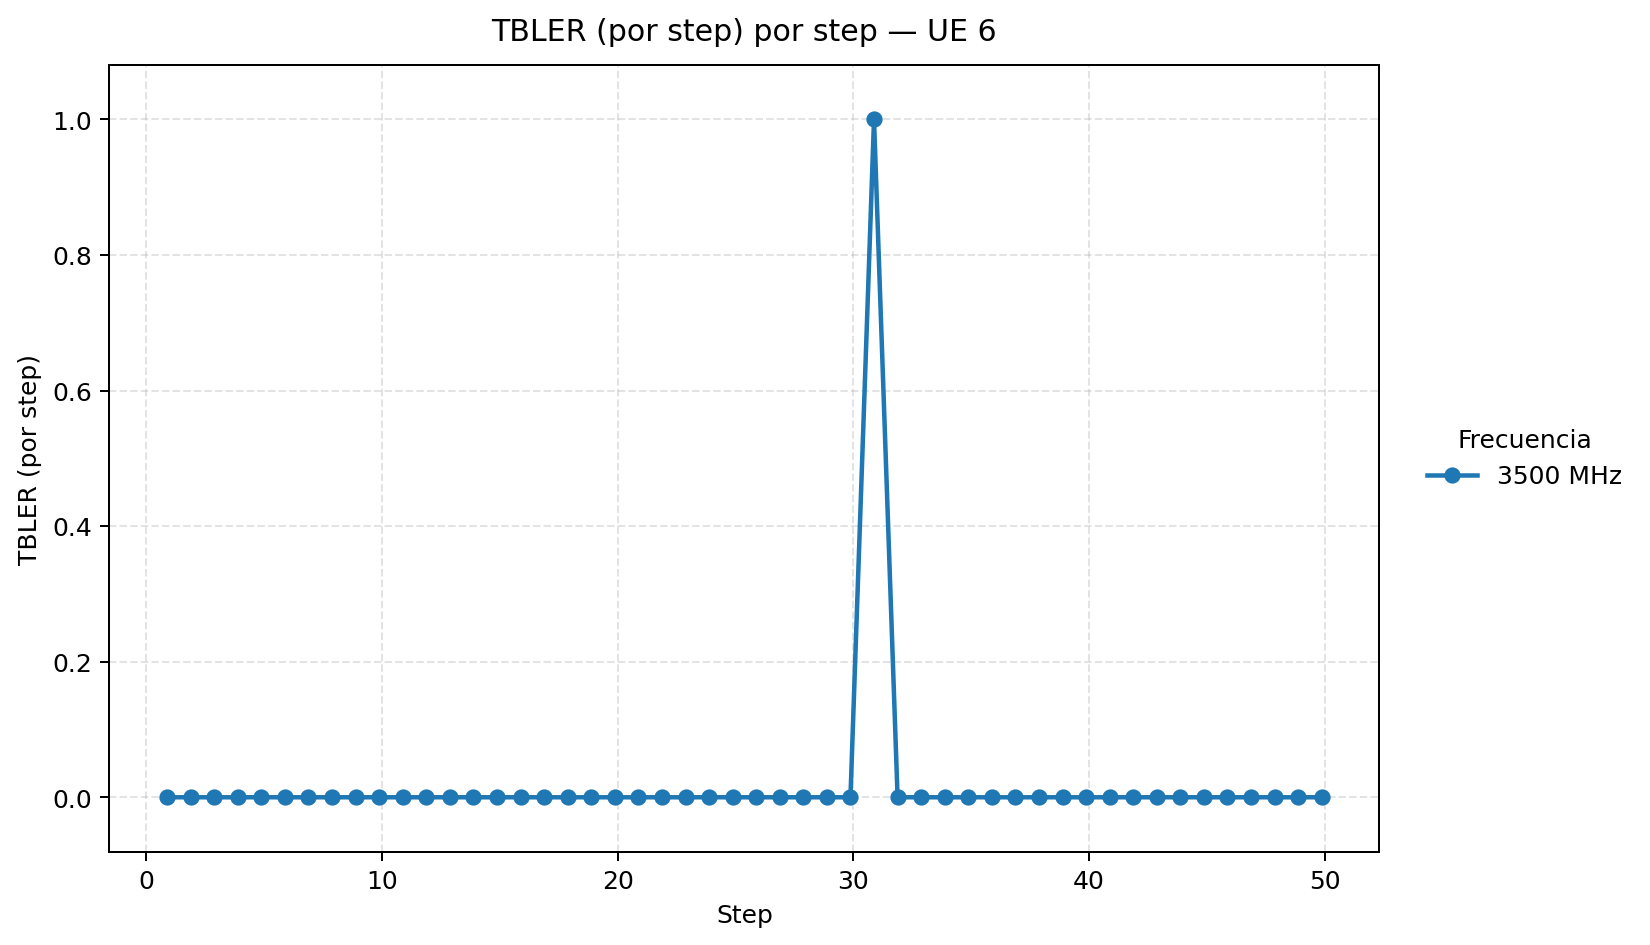 TBLER (por step) por step — UE 6
TBLER (por step)
1.0
0.8
0.6
0.4
0.2
0.0
0 10 20 30 40 50
Step
Frecuencia
3500 MHz